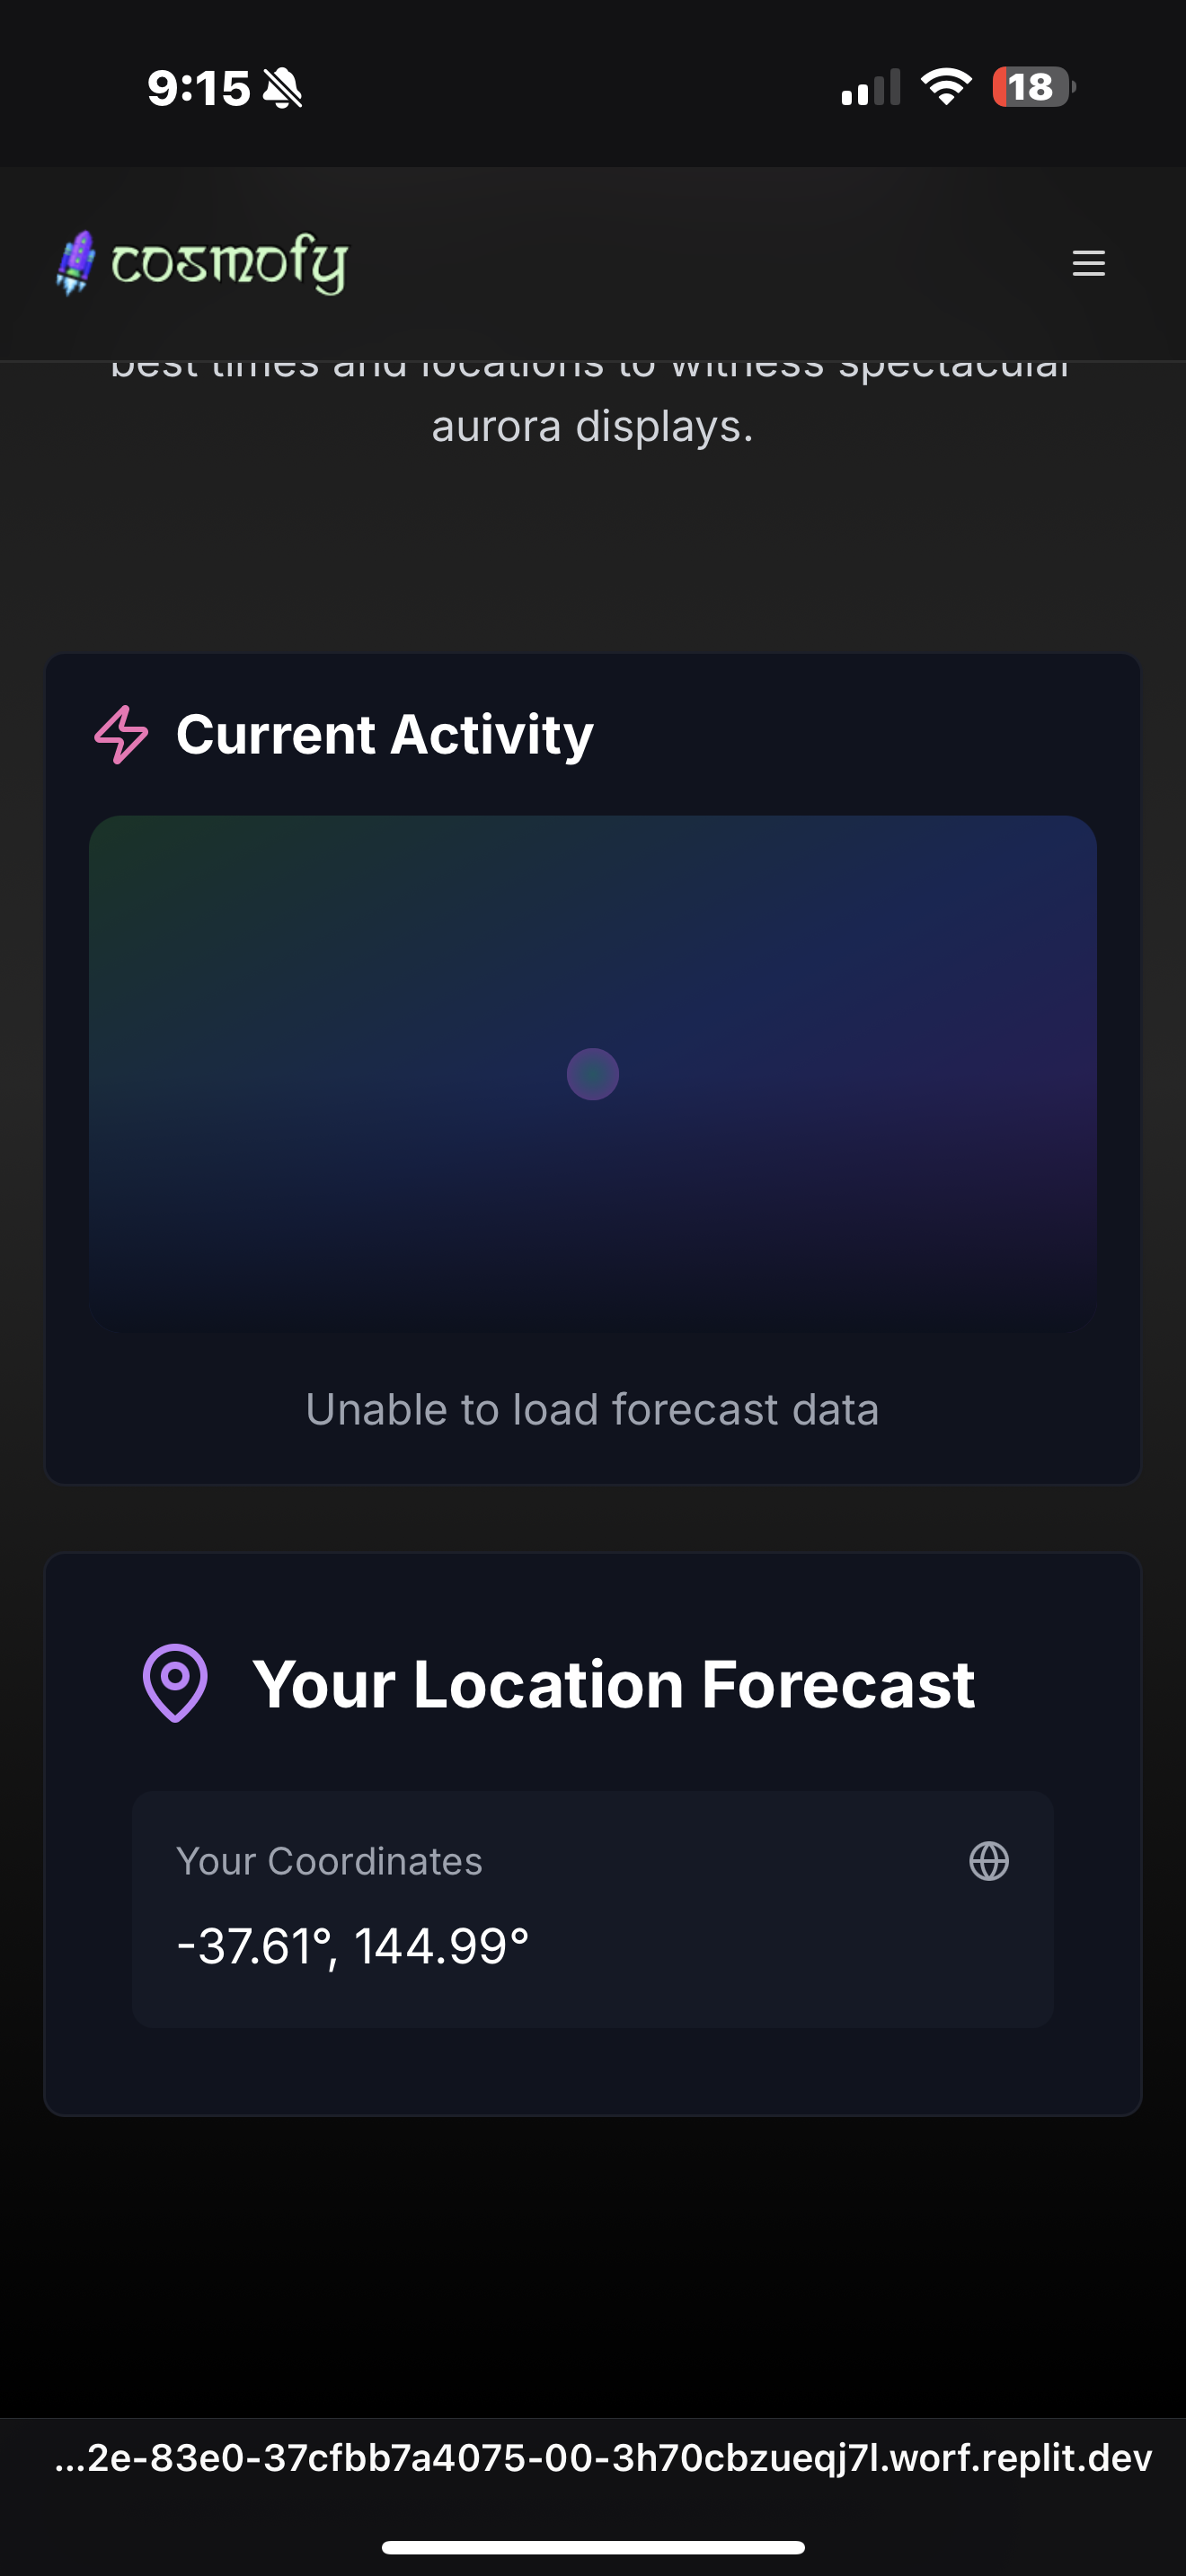 9:15
18
cosmofy
best times and locations to witness spectacular
aurora displays.
Current Activity
Unable to load forecast data
Your Location Forecast
Your Coordinates
-37.61°, 144.99°
...2e-83e0-37cfbb7a4075-00-3h70cbzueqj7l.worf.replit.dev